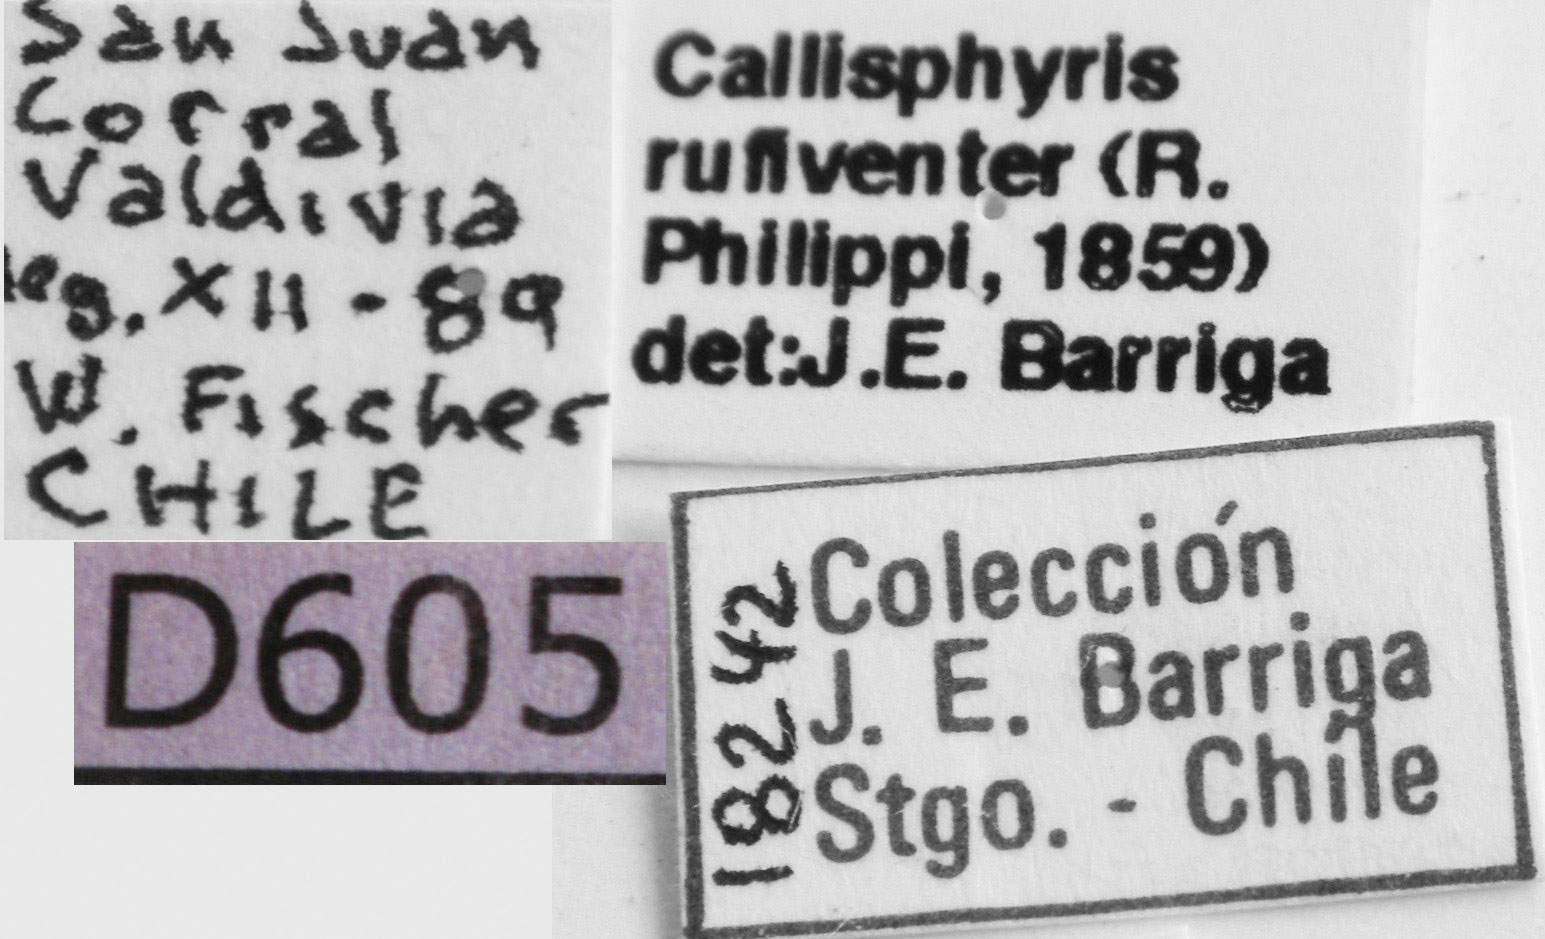 San Juan
Corral
Valdivia
leg. XII - 89
W. Fischer
CHILE
Callisphyris
rufiventer (R.
Philippi, 1859)
det:J.E. Barriga
D605
18242
Colección
J. E. Barriga
Stgo. - Chile